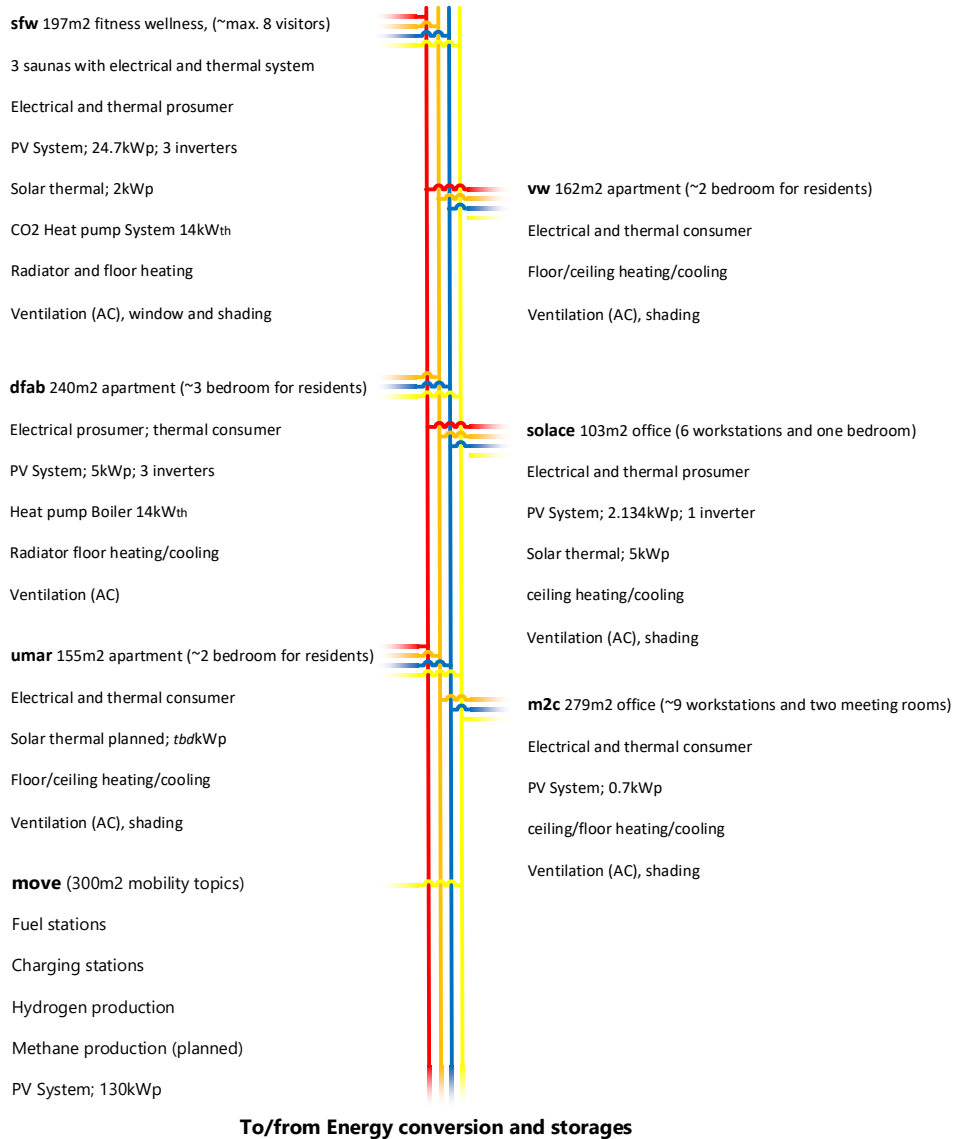 sfw 197m2 fitness wellness, (~max. 8 visitors)
3 saunas with electrical and thermal system
Electrical and thermal prosumer
PV System; 24.7kWp; 3 inverters
Solar thermal; 2kWp
CO2 Heat pump System 14kWth
Radiator and floor heating
Ventilation (AC), window and shading
vw 162m2 apartment (~2 bedroom for residents)
Electrical and thermal consumer
Floor/ceiling heating/cooling
Ventilation (AC), shading
dfab 240m2 apartment (~3 bedroom for residents)
Electrical prosumer; thermal consumer
PV System; 5kWp; 3 inverters
Heat pump Boiler 14kWth
Radiator floor heating/cooling
Ventilation (AC)
solace 103m2 office (6 workstations and one bedroom)
Electrical and thermal prosumer
PV System; 2.134kWp; 1 inverter
Solar thermal; 5kWp
ceiling heating/cooling
Ventilation (AC), shading
umar 155m2 apartment (~2 bedroom for residents)
Electrical and thermal consumer
Solar thermal planned; tbdkWp
Floor/ceiling heating/cooling
Ventilation (AC), shading
m2c 279m2 office (~9 workstations and two meeting rooms)
Electrical and thermal consumer
PV System; 0.7kWp
ceiling/floor heating/cooling
Ventilation (AC), shading
move (300m2 mobility topics)
Fuel stations
Charging stations
Hydrogen production
Methane production (planned)
PV System; 130kWp
To/from Energy conversion and storages